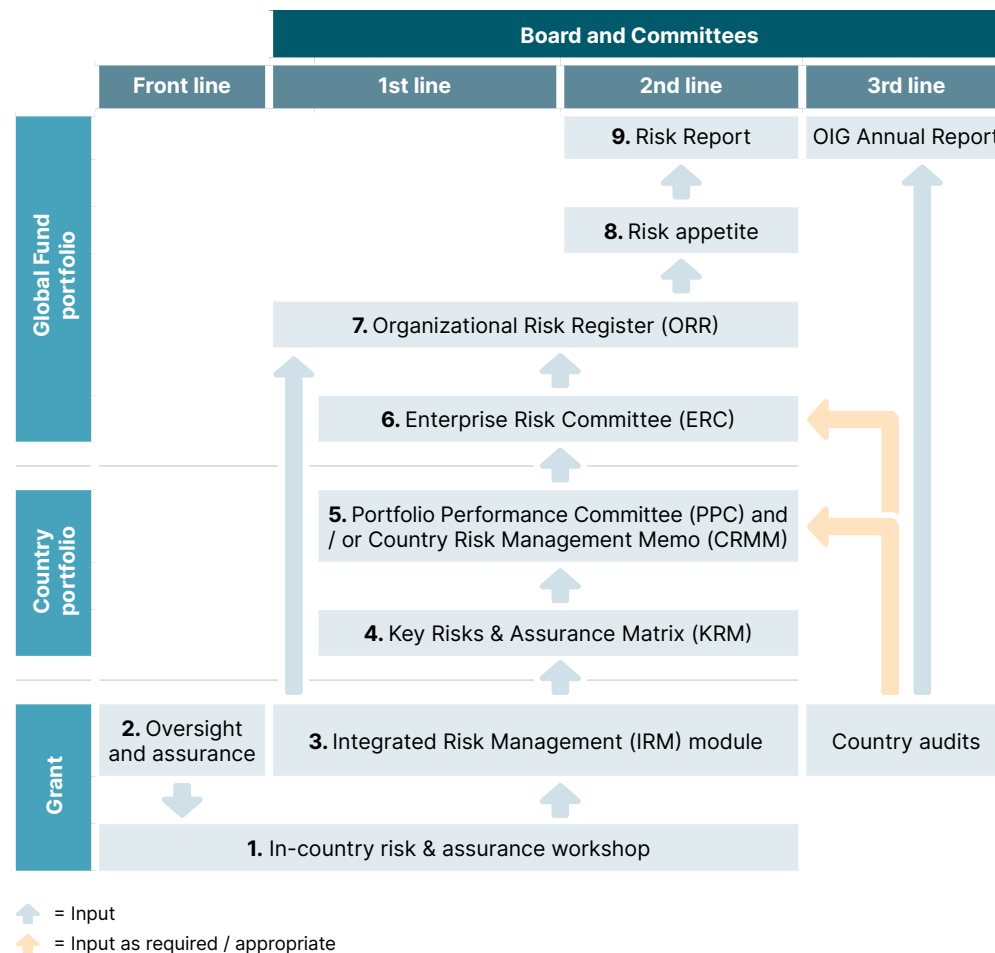 Board and Committees
Front line
1st line
2nd line
3rd line
Global Fund
portfolio
9. Risk Report
OIG Annual Report
8. Risk appetite
7. Organizational Risk Register (ORR)
6. Enterprise Risk Committee (ERC)
Country
portfolio
5. Portfolio Performance Committee (PPC) and
/ or Country Risk Management Memo (CRMM)
4. Key Risks & Assurance Matrix (KRM)
Grant
2. Oversight
and assurance
3. Integrated Risk Management (IRM) module
Country audits
1. In-country risk & assurance workshop
= Input
= Input as required / appropriate